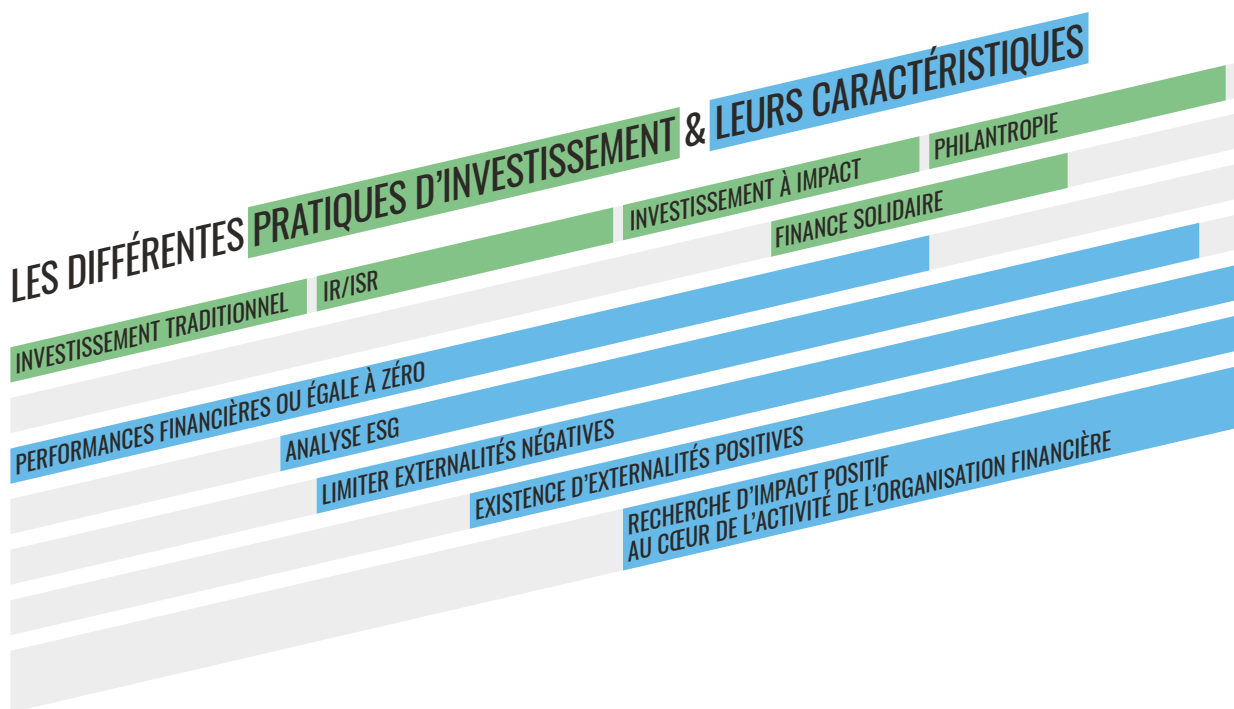 LES DIFFÉRENTES PRATIQUES D’INVESTISSEMENT & LEURS CARACTÉRISTIQUES
INVESTISSEMENT TRADITIONNEL
IR/ISR
INVESTISSEMENT À IMPACT
PHILANTROPIE
FINANCE SOLIDAIRE
PERFORMANCES FINANCIÈRES OU ÉGALE À ZÉRO
ANALYSE ESG
LIMITER EXTERNALITÉS NÉGATIVES
EXISTENCE D’EXTERNALITÉS POSITIVES
RECHERCHE D’IMPACT POSITIF
AU CŒUR DE L’ACTIVITÉ DE L’ORGANISATION FINANCIÈRE